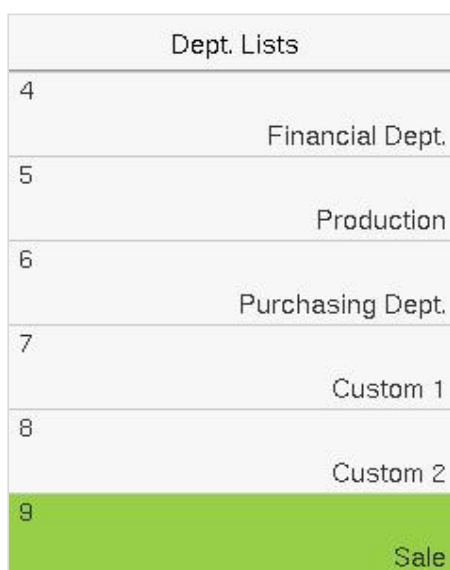 Dept. Lists
4
Financial Dept.
5
Production
6
Purchasing Dept.
7
Custom 1
8
Custom 2
9
Sale